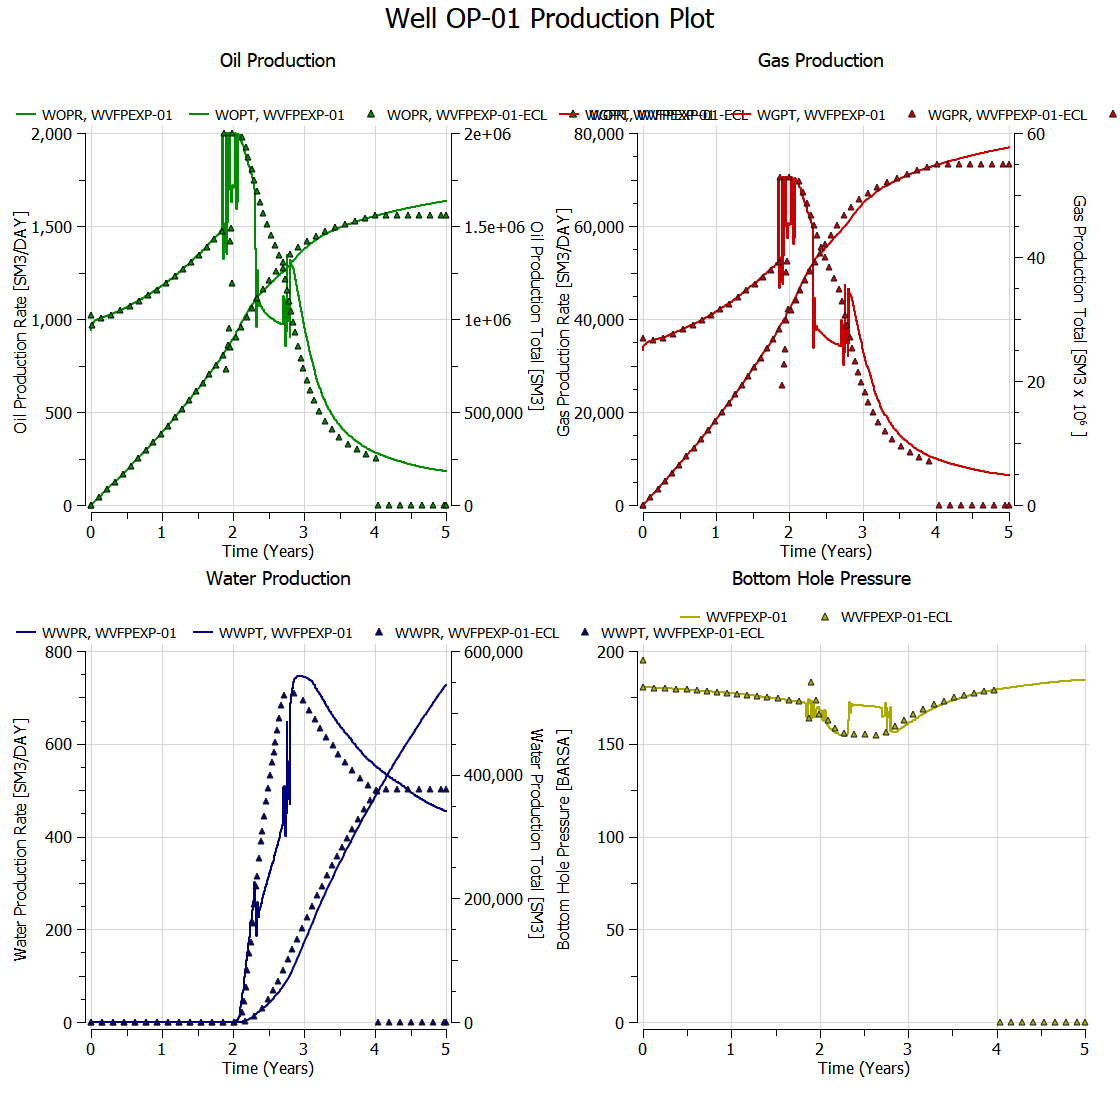 Well OP-01 Production Plot
Oil Production
WOPR, WVFPEXP-01
WOPT, WVFPEXP-01
WOPR, WVFPEXP-01-ECL
2,000
1,500
1,000
500
0
2e+06
1.5e+06
1e+06
500,000
0
Oil Production Rate [SM3/DAY]
Oil Production Total [SM3]
0 1 2 3 4 5
Time (Years)
Gas Production
WGPT, WVFPEXP-01
WGPR, WVFPEXP-01-ECL
80,000
60,000
40,000
20,000
0
60
40
20
0
Gas Production Rate [SM3/DAY]
Gas Production Total [SM3 x 10⁶ ]
0 1 2 3 4 5
Time (Years)
Water Production
WWPR, WVFPEXP-01
WWPT, WVFPEXP-01
WWPR, WVFPEXP-01-ECL
WWPT, WVFPEXP-01-ECL
800
600
400
200
0
600,000
400,000
200,000
0
Water Production Rate [SM3/DAY]
Water Production Total [SM3]
0 1 2 3 4 5
Time (Years)
Bottom Hole Pressure
WVFPEXP-01
WVFPEXP-01-ECL
200
150
100
50
0
Bottom Hole Pressure [BARSA]
0 1 2 3 4 5
Time (Years)